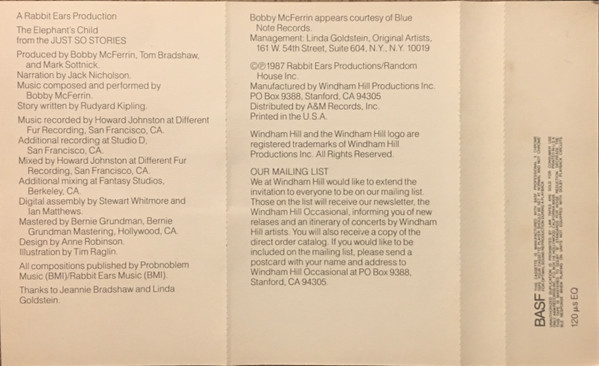 A Rabbit Ears Production
The Elephant's Child
from the JUST SO STORIES
Produced by Bobby McFerrin, Tom Bradshaw,
and Mark Sottnick.
Narration by Jack Nicholson.
Music composed and performed by
Bobby McFerrin.
Story written by Rudyard Kipling.
Music recorded by Howard Johnston at Different
Fur Recording, San Francisco, CA.
Additional recording at Studio D,
San Francisco, CA.
Mixed by Howard Johnston at Different Fur
Recording, San Francisco, CA.
Additional mixing at Fantasy Studios,
Berkeley, CA.
Digital assembly by Stewart Whitmore and
Ian Matthews.
Mastered by Bernie Grundman, Bernie
Grundman Mastering, Hollywood, CA.
Design by Anne Robinson.
Illustration by Tim Raglin.
All compositions published by Probnoblem
Music (BMI)/Rabbit Ears Music (BMI).
Thanks to Jeannie Bradshaw and Linda
Goldstein.
Bobby McFerrin appears courtesy of Blue
Note Records.
Management: Linda Goldstein, Original Artists,
161 W. 54th Street, Suite 604, N.Y., N.Y. 10019
©℗1987 Rabbit Ears Productions/Random
House Inc.
Manufactured by Windham Hill Productions Inc.
PO Box 9388, Stanford, CA 94305
Distributed by A&M Records, Inc.
Printed in the U.S.A.
Windham Hill and the Windham Hill logo are
registered trademarks of Windham Hill
Productions Inc. All Rights Reserved.
OUR MAILING LIST
We at Windham Hill would like to extend the
invitation to everyone to be on our mailing list.
Those on the list will receive our newsletter, the
Windham Hill Occasional, informing you of new
relases and an itinerary of concerts by Windham
Hill artists. You will also receive a copy of the
direct order catalog. If you would like to be
included on the mailing list, please send a
postcard with your name and address to
Windham Hill Occasional at PO Box 9388,
Stanford, CA 94305.
BASF
120 µs EQ